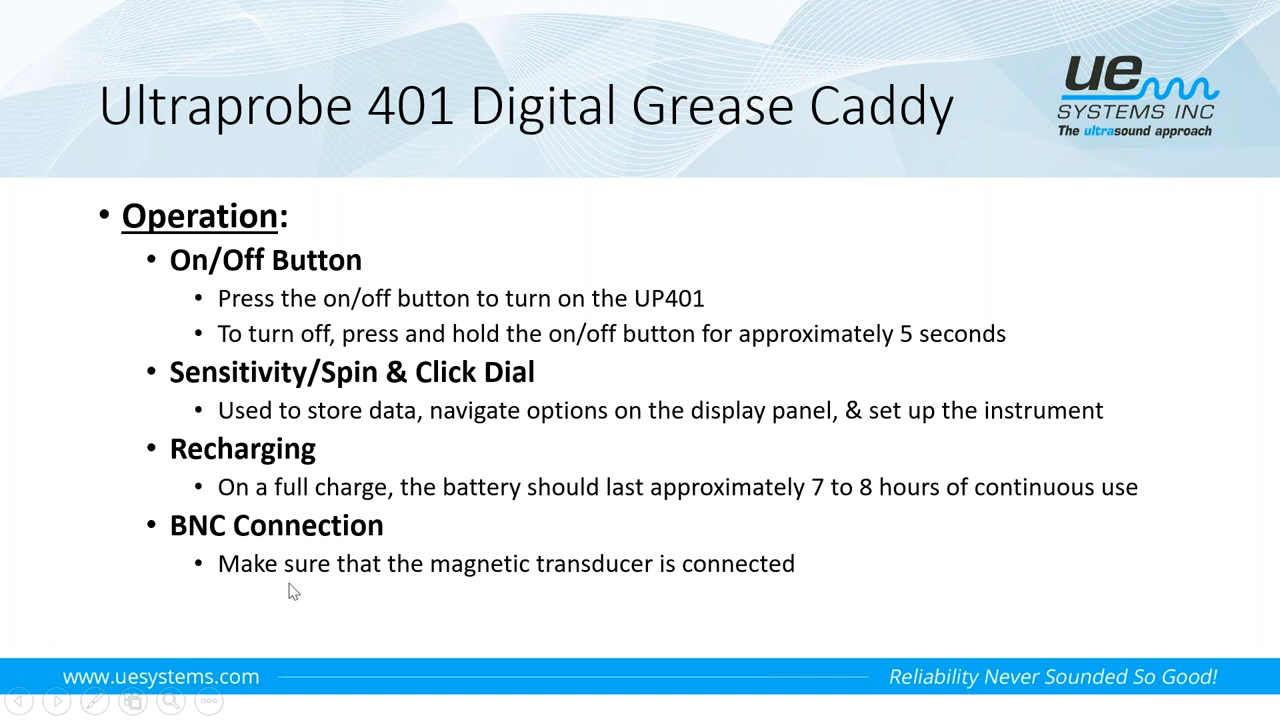 Ultraprobe 401 Digital Grease Caddy
ue
SYSTEMS INC
The ultrasound approach
• Operation:
• On/Off Button
• Press the on/off button to turn on the UP401
• To turn off, press and hold the on/off button for approximately 5 seconds
• Sensitivity/Spin & Click Dial
• Used to store data, navigate options on the display panel, & set up the instrument
• Recharging
• On a full charge, the battery should last approximately 7 to 8 hours of continuous use
• BNC Connection
• Make sure that the magnetic transducer is connected
www.uesystems.com
Reliability Never Sounded So Good!